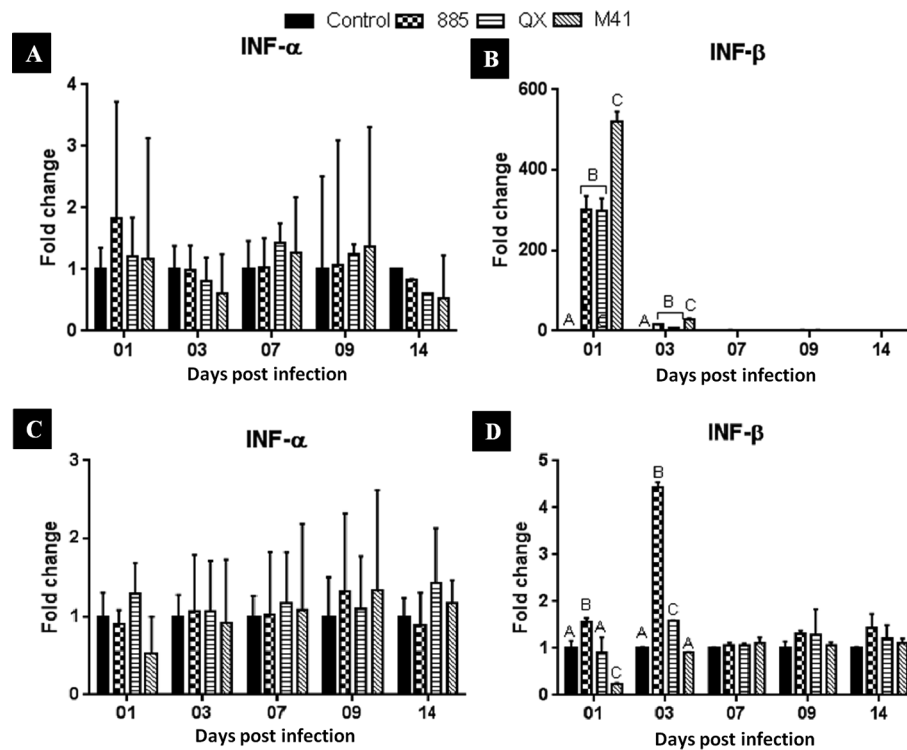 Control 885 QX M41
A
INF-α
4
3
2
1
0
Fold change
01 03 07 09 14
Days post infection
B
INF-β
600
400
200
0
Fold change
A B C
A B C
01 03 07 09 14
Days post infection
C
INF-α
3
2
1
0
Fold change
01 03 07 09 14
Days post infection
D
INF-β
5
4
3
2
1
0
Fold change
A B A C
A B C A
01 03 07 09 14
Days post infection